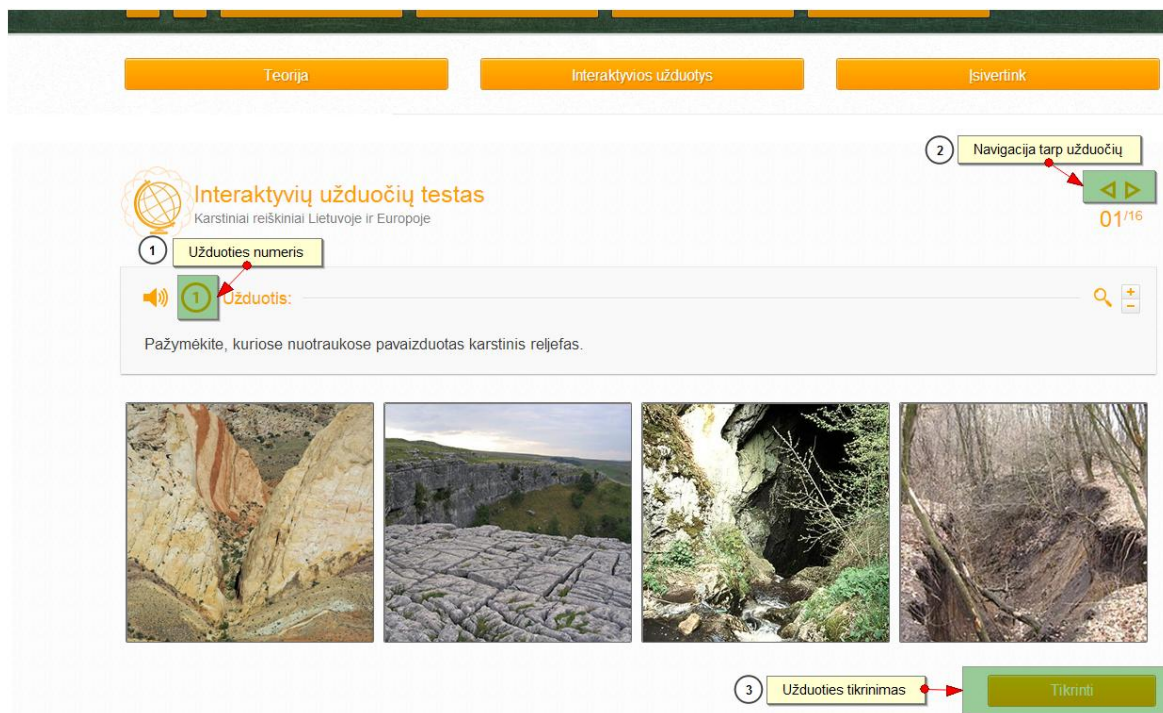 Teorija
Interaktyvios užduotys
Įsivertink
2
Navigacija tarp užduočių
Interaktyvių užduočių testas
Karstiniai reiškiniai Lietuvoje ir Europoje
01/16
1
Užduoties numeris
1
Užduotis:
+
−
Pažymėkite, kuriose nuotraukose pavaizduotas karstinis reljefas.
3
Užduoties tikrinimas
Tikrinti